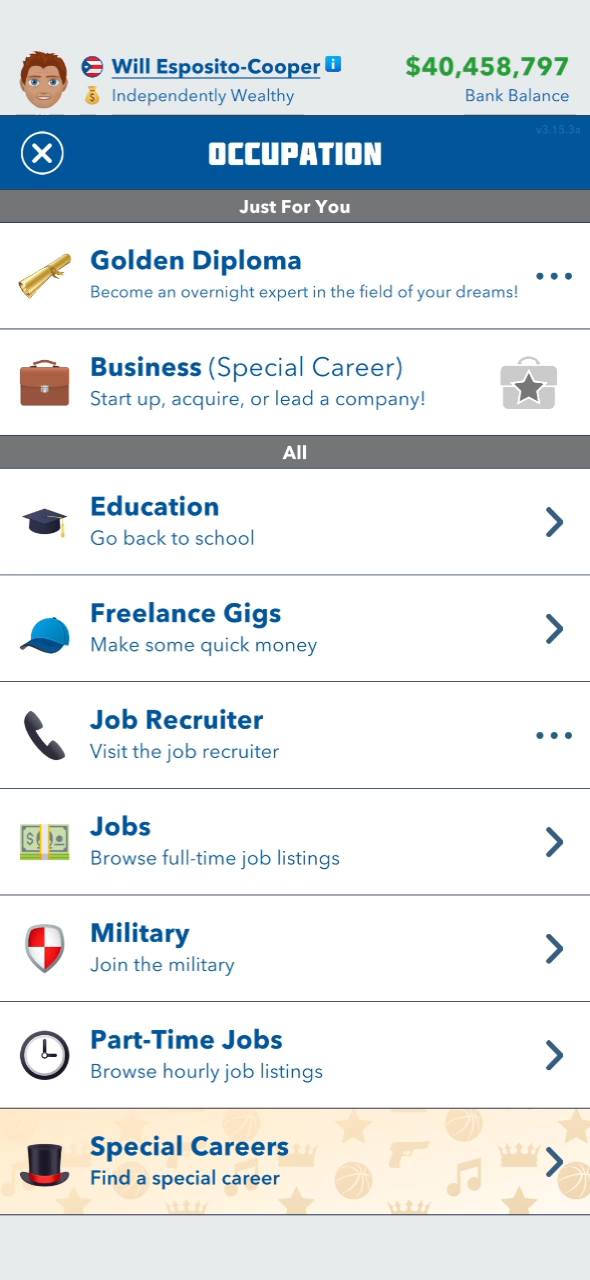 Will Esposito-Cooper
$40,458,797
Independently Wealthy
Bank Balance
v3.15.3a
OCCUPATION
Just For You
Golden Diploma
Become an overnight expert in the field of your dreams!
Business (Special Career)
Start up, acquire, or lead a company!
All
Education
Go back to school
Freelance Gigs
Make some quick money
Job Recruiter
Visit the job recruiter
Jobs
Browse full-time job listings
Military
Join the military
Part-Time Jobs
Browse hourly job listings
Special Careers
Find a special career